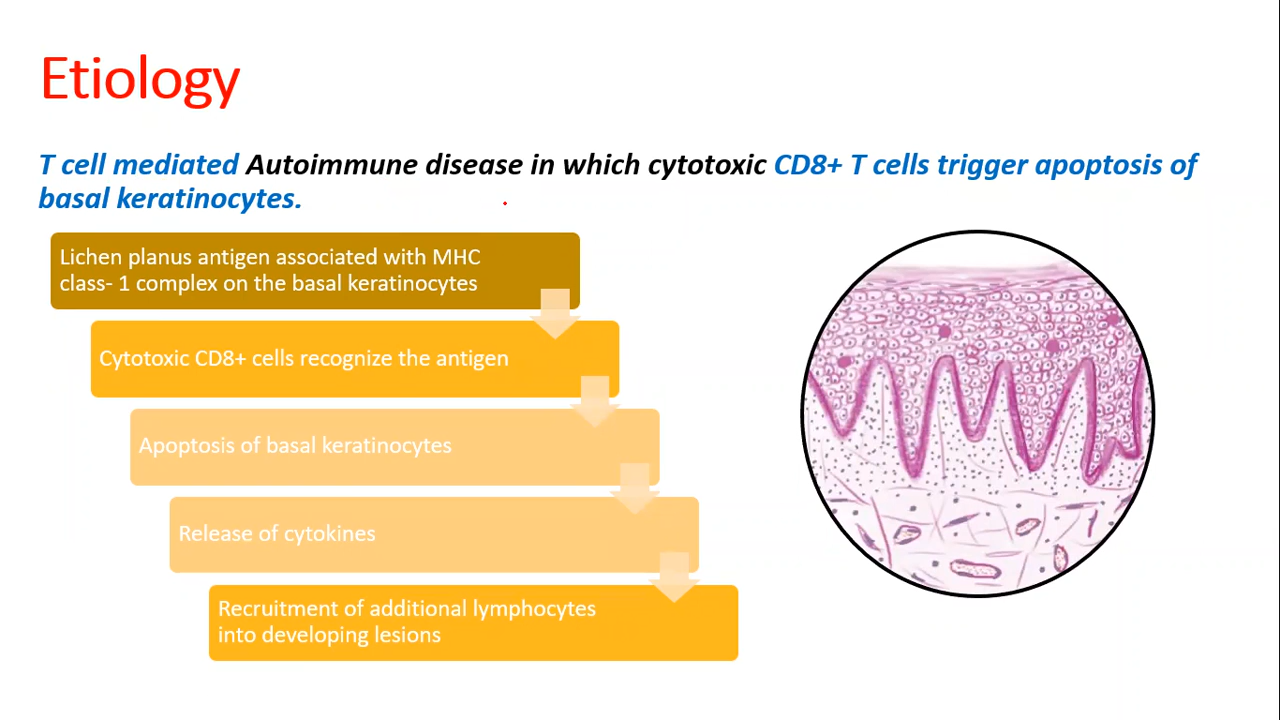 Etiology
T cell mediated Autoimmune disease in which cytotoxic CD8+ T cells trigger apoptosis of
basal keratinocytes.
Lichen planus antigen associated with MHC
class- 1 complex on the basal keratinocytes
Cytotoxic CD8+ cells recognize the antigen
Apoptosis of basal keratinocytes
Release of cytokines
Recruitment of additional lymphocytes
into developing lesions